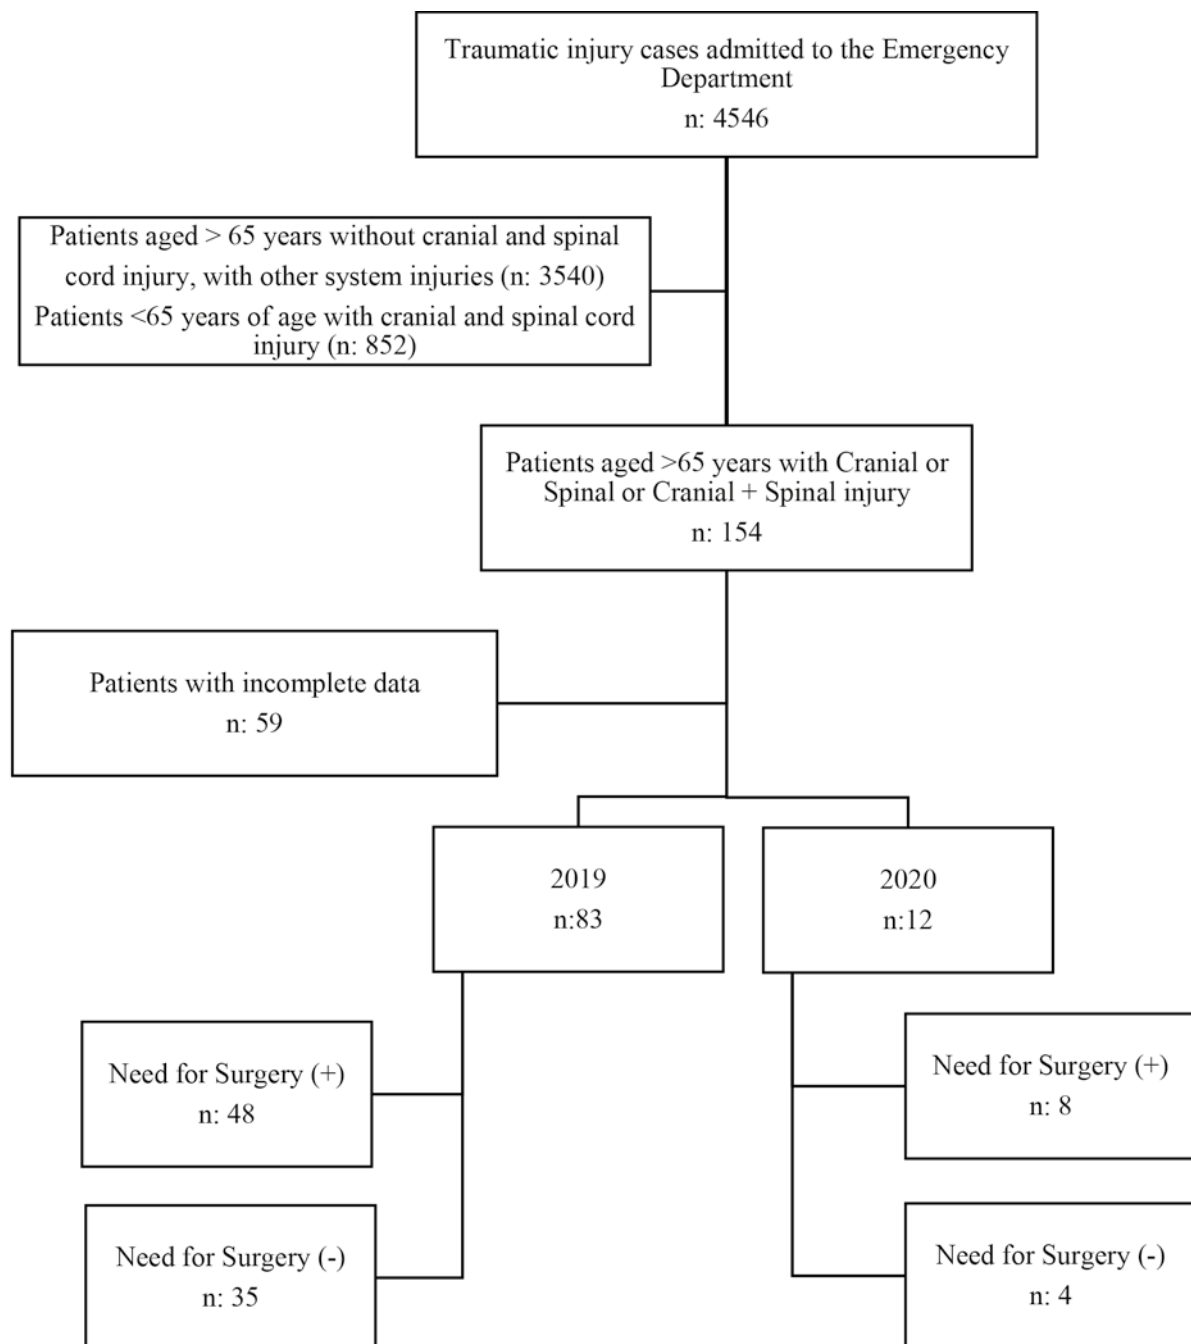 Traumatic injury cases admitted to the Emergency
Department
n: 4546
Patients aged > 65 years without cranial and spinal
cord injury, with other system injuries (n: 3540)
Patients <65 years of age with cranial and spinal cord
injury (n: 852)
Patients aged >65 years with Cranial or
Spinal or Cranial + Spinal injury
n: 154
Patients with incomplete data
n: 59
2019
n:83
2020
n:12
Need for Surgery (+)
n: 48
Need for Surgery (+)
n: 8
Need for Surgery (-)
n: 35
Need for Surgery (-)
n: 4